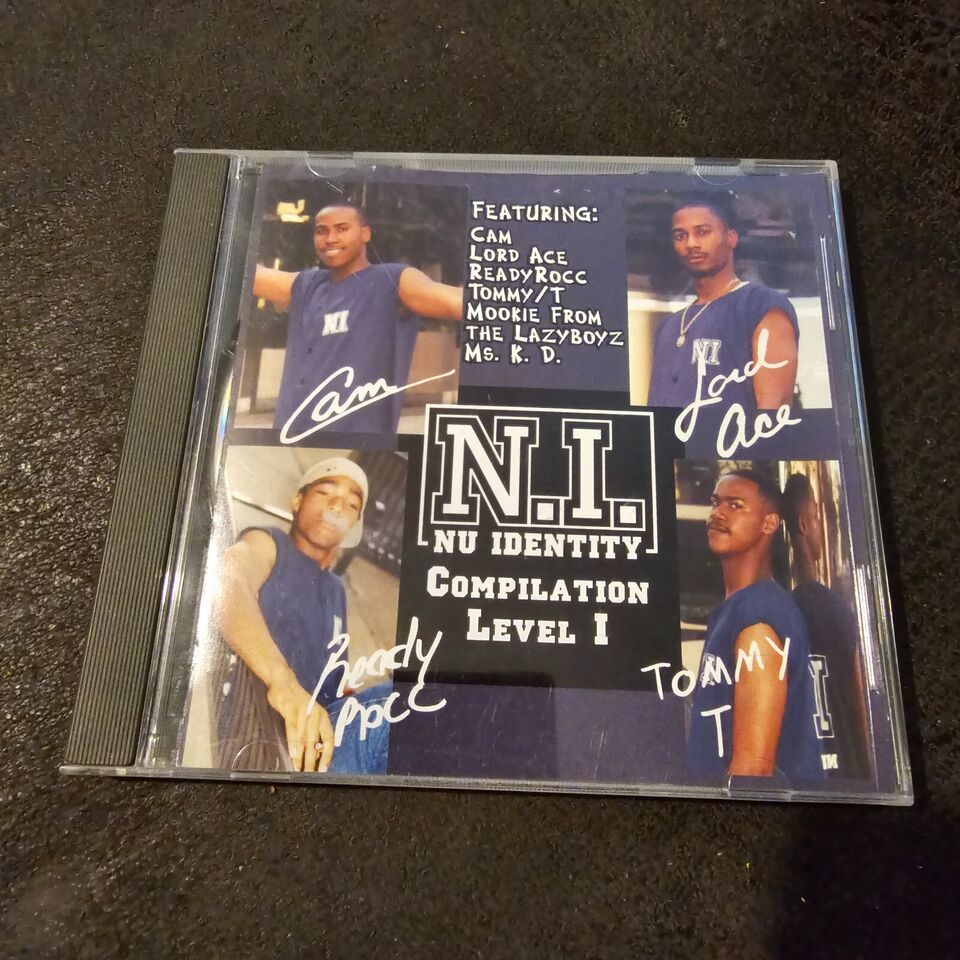 FEATURING:
CAM
LORD ACE
READYROCC
TOMMY/T
MOOKIE FROM
THE LAZYBOYZ
MS. K. D.
NI
Cam
NI
Lord
Ace
N.I.
NU IDENTITY
COMPILATION
LEVEL I
Ready
Rocc
TOMMY
T